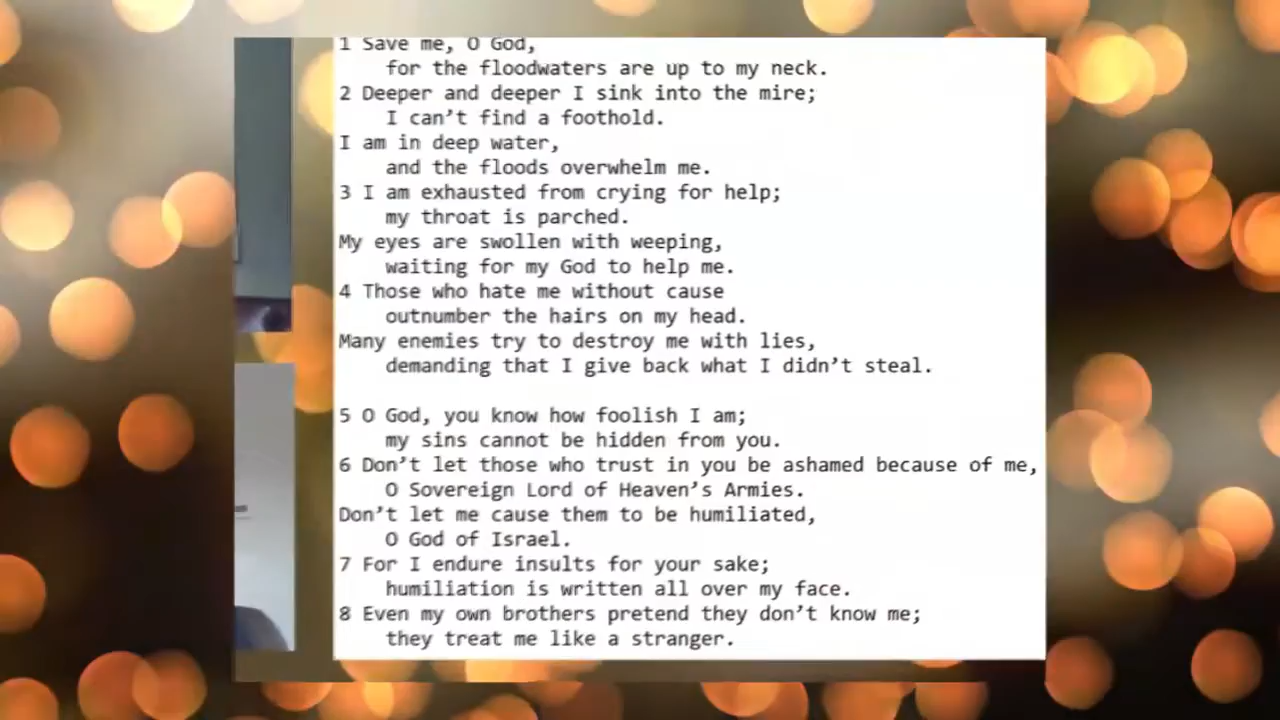 1 Save me, O God,
for the floodwaters are up to my neck.
2 Deeper and deeper I sink into the mire;
I can’t find a foothold.
I am in deep water,
and the floods overwhelm me.
3 I am exhausted from crying for help;
my throat is parched.
My eyes are swollen with weeping,
waiting for my God to help me.
4 Those who hate me without cause
outnumber the hairs on my head.
Many enemies try to destroy me with lies,
demanding that I give back what I didn’t steal.
5 O God, you know how foolish I am;
my sins cannot be hidden from you.
6 Don’t let those who trust in you be ashamed because of me,
O Sovereign Lord of Heaven’s Armies.
Don’t let me cause them to be humiliated,
O God of Israel.
7 For I endure insults for your sake;
humiliation is written all over my face.
8 Even my own brothers pretend they don’t know me;
they treat me like a stranger.